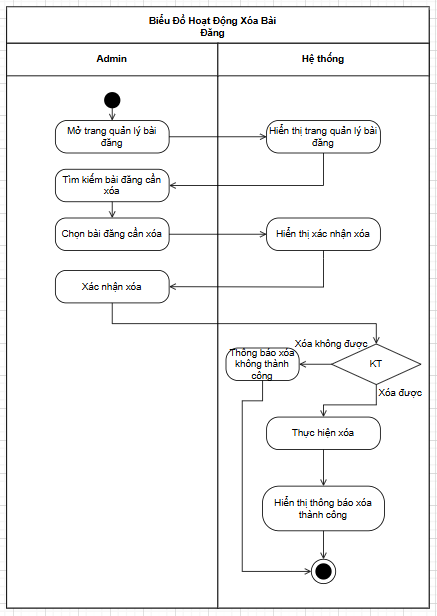 Biểu Đồ Hoạt Động Xóa Bài
Đăng
Admin
Hệ thống
Mở trang quản lý bài
đăng
Hiển thị trang quản lý bài
đăng
Tìm kiếm bài đăng cần
xóa
Chọn bài đăng cần xóa
Hiển thị xác nhận xóa
Xác nhận xóa
Xóa không được
Thông báo xóa
không thành
công
KT
Xóa được
Thực hiện xóa
Hiển thị thông báo xóa
thành công